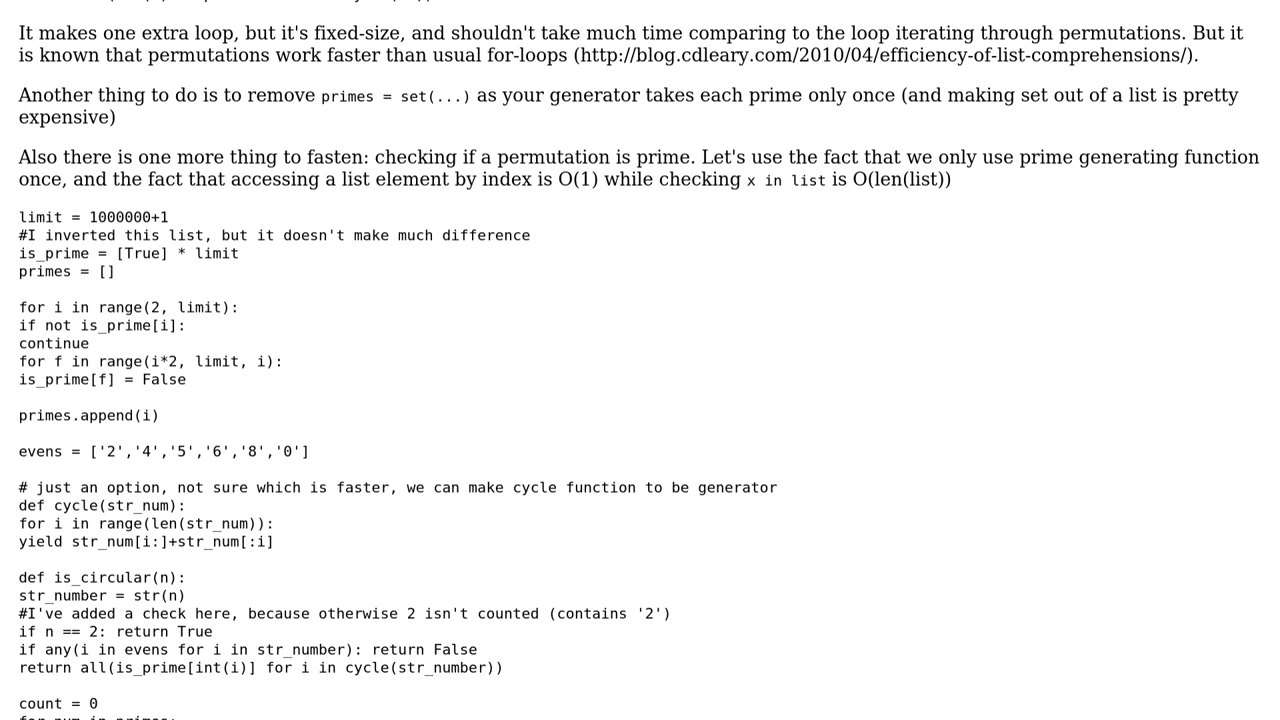 It makes one extra loop, but it's fixed-size, and shouldn't take much time comparing to the loop iterating through permutations. But it
is known that permutations work faster than usual for-loops (http://blog.cdleary.com/2010/04/efficiency-of-list-comprehensions/).
Another thing to do is to remove primes = set(...) as your generator takes each prime only once (and making set out of a list is pretty
expensive)
Also there is one more thing to fasten: checking if a permutation is prime. Let's use the fact that we only use prime generating function
once, and the fact that accessing a list element by index is O(1) while checking x in list is O(len(list))
limit = 1000000+1
#I inverted this list, but it doesn't make much difference
is_prime = [True] * limit
primes = []
for i in range(2, limit):
if not is_prime[i]:
continue
for f in range(i*2, limit, i):
is_prime[f] = False
primes.append(i)
evens = ['2','4','5','6','8','0']
# just an option, not sure which is faster, we can make cycle function to be generator
def cycle(str_num):
for i in range(len(str_num)):
yield str_num[i:]+str_num[:i]
def is_circular(n):
str_number = str(n)
#I've added a check here, because otherwise 2 isn't counted (contains '2')
if n == 2: return True
if any(i in evens for i in str_number): return False
return all(is_prime[int(i)] for i in cycle(str_number))
count = 0